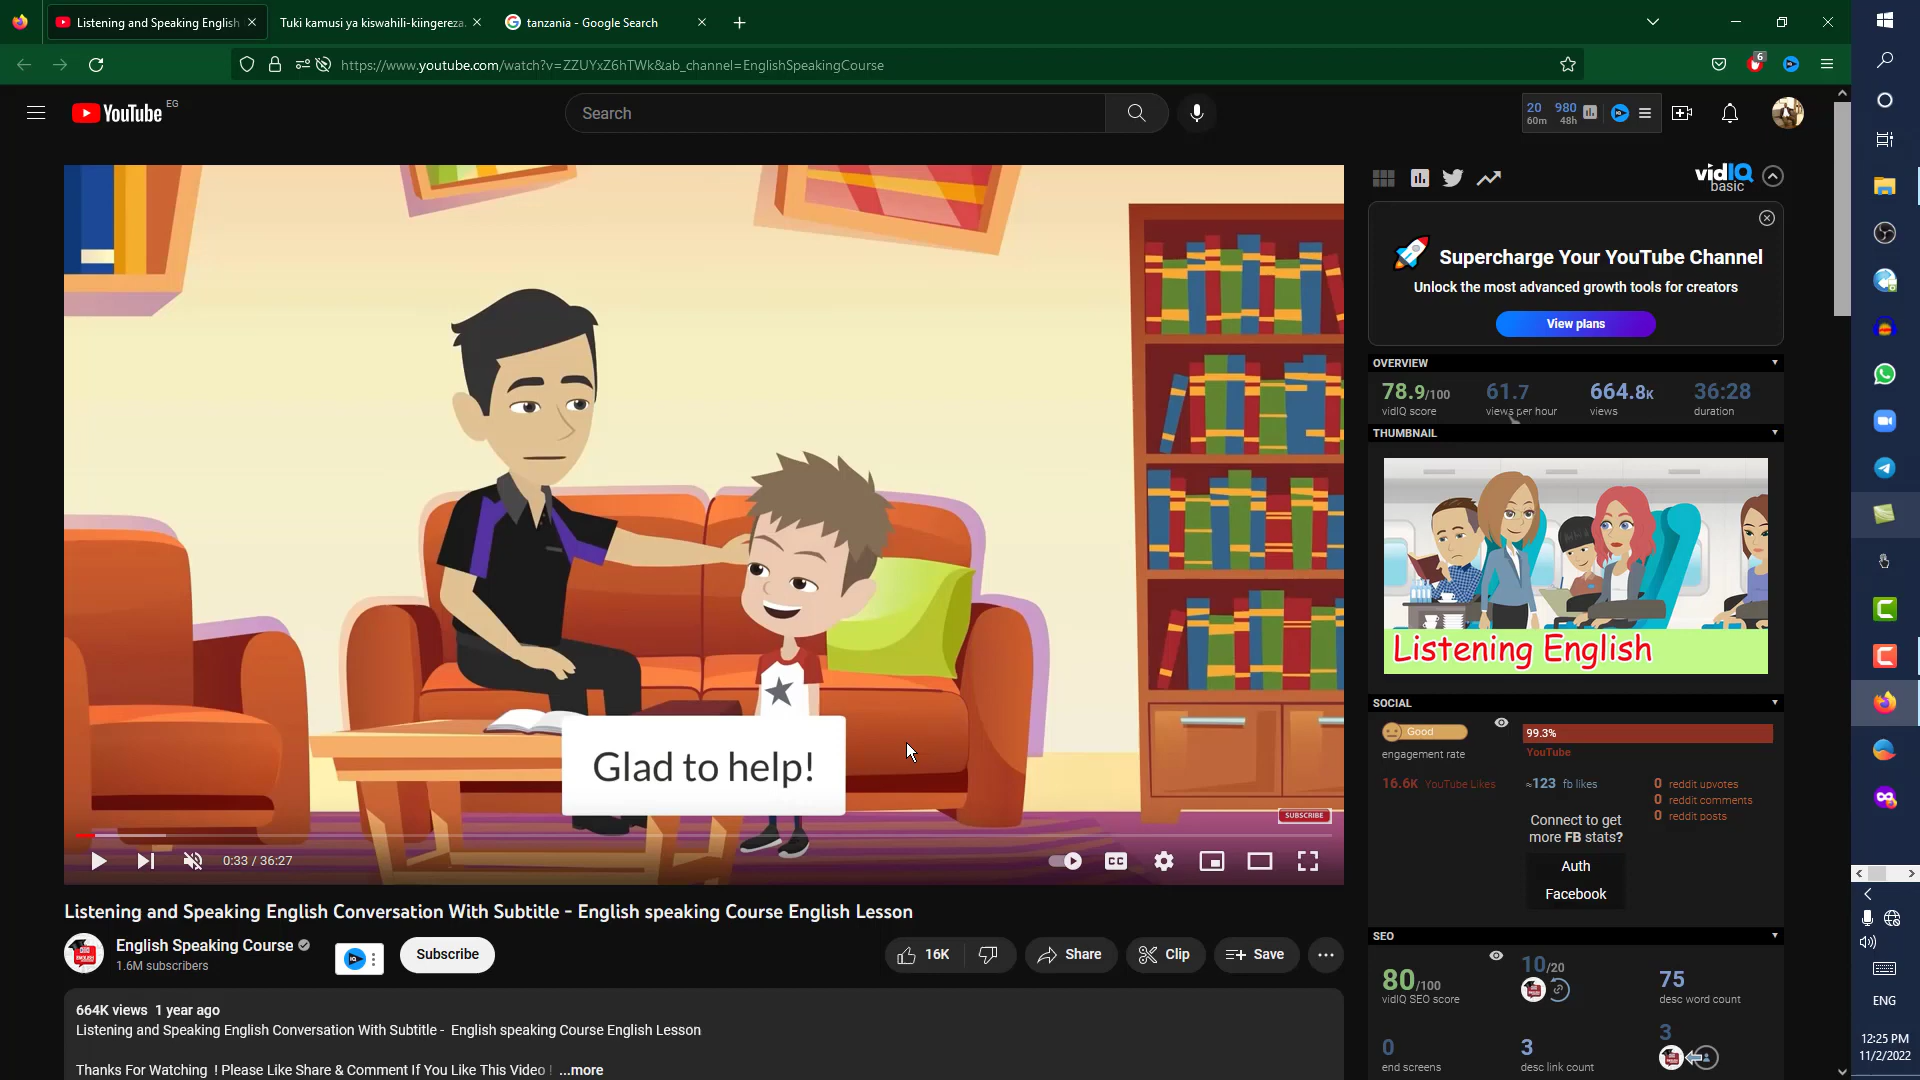 Listening and Speaking English
Tuki kamusi ya kiswahili-kiingereza.
tanzania - Google Search
https://www.youtube.com/watch?v=ZZUYxZ6hTWk&ab_channel=EnglishSpeakingCourse
6
YouTube EG
Search
20 980
60m 48h
vidIQ
basic
Supercharge Your YouTube Channel
Unlock the most advanced growth tools for creators
View plans
OVERVIEW
78.9/100 61.7 664.8K 36:28
vidIQ score views per hour views duration
THUMBNAIL
Listening English
SOCIAL
Good
engagement rate
99.3%
YouTube
16.6K YouTube Likes
≈123 fb likes
0 reddit upvotes
0 reddit comments
0 reddit posts
Connect to get
more FB stats?
Auth
Facebook
SEO
80/100
vidIQ SEO score
10/20
75
desc word count
0
end screens
3
desc link count
3
Glad to help!
SUBSCRIBE
0:33 / 36:27
CC
Listening and Speaking English Conversation With Subtitle - English speaking Course English Lesson
English Speaking Course
1.6M subscribers
Subscribe
16K
Share
Clip
Save
664K views 1 year ago
Listening and Speaking English Conversation With Subtitle - English speaking Course English Lesson
Thanks For Watching ! Please Like Share & Comment If You Like This Video ! ...more
ENG
12:25 PM
11/2/2022